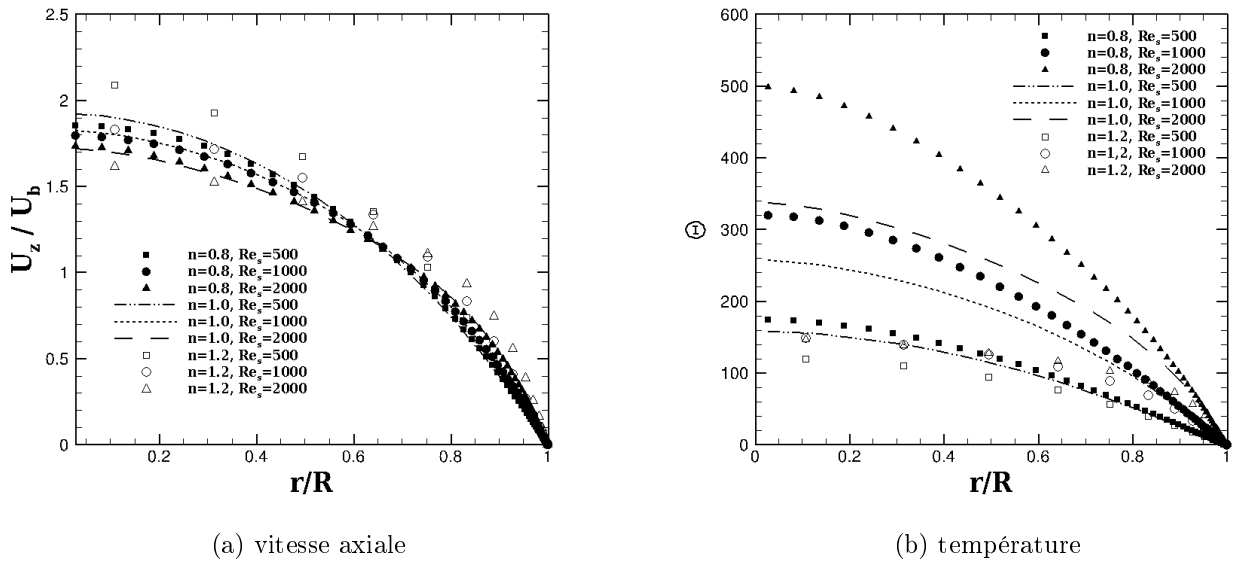 2.5
2
1.5
1
0.5
0
U_z / U_b
n=0.8, Re_s=500
n=0.8, Re_s=1000
n=0.8, Re_s=2000
n=1.0, Re_s=500
n=1.0, Re_s=1000
n=1.0, Re_s=2000
n=1.2, Re_s=500
n=1.2, Re_s=1000
n=1.2, Re_s=2000
0.2 0.4 0.6 0.8 1
r/R
(a) vitesse axiale
600
500
400
300
200
100
0
Θ
n=0.8, Re_s=500
n=0.8, Re_s=1000
n=0.8, Re_s=2000
n=1.0, Re_s=500
n=1.0, Re_s=1000
n=1.0, Re_s=2000
n=1.2, Re_s=500
n=1,2, Re_s=1000
n=1.2, Re_s=2000
0 0.2 0.4 0.6 0.8 1
r/R
(b) température